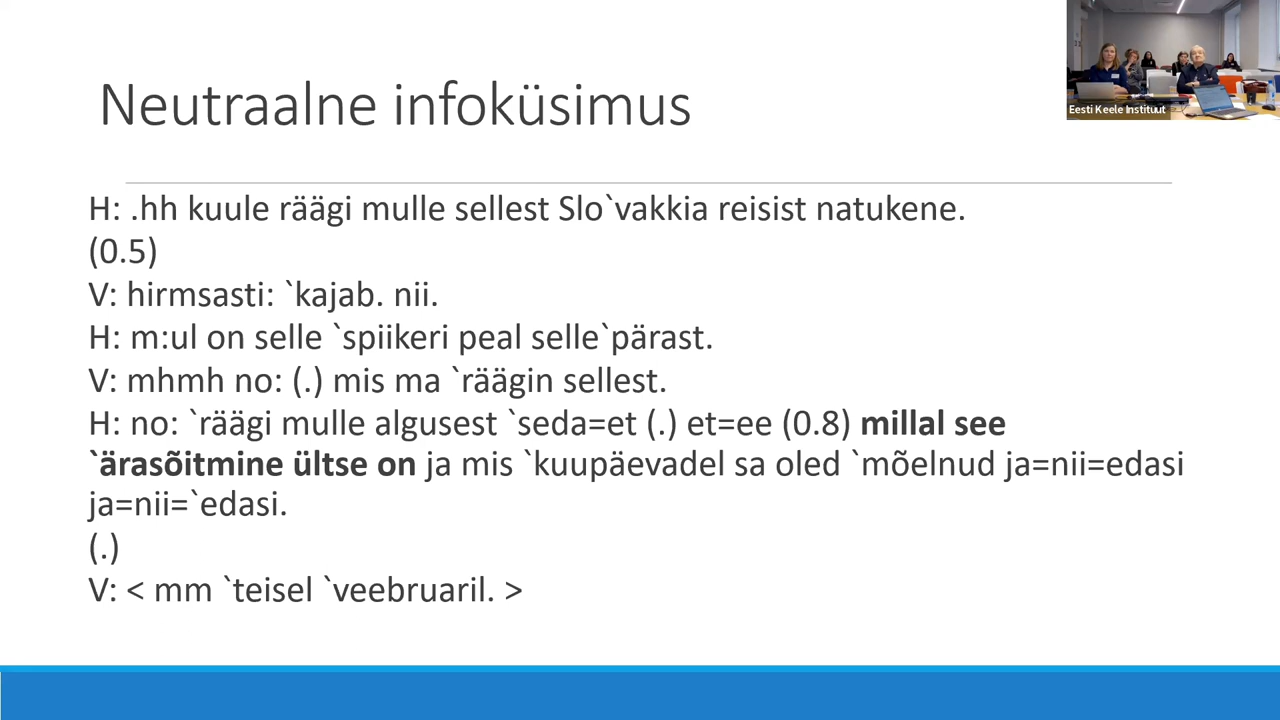 Neutraalne infoküsimus
Eesti Keele Instituut
H: .hh kuule räägi mulle sellest Slo`vakkia reisist natukene.
(0.5)
V: hirmsasti: `kajab. nii.
H: m:ul on selle `spiikeri peal selle`pärast.
V: mhmh no: (.) mis ma `räägin sellest.
H: no: `räägi mulle algusest `seda=et (.) et=ee (0.8) millal see
`ärasõitmine ültse on ja mis `kuupäevadel sa oled `mõelnud ja=nii=edasi
ja=nii=`edasi.
(.)
V: < mm `teisel `veebruaril. >